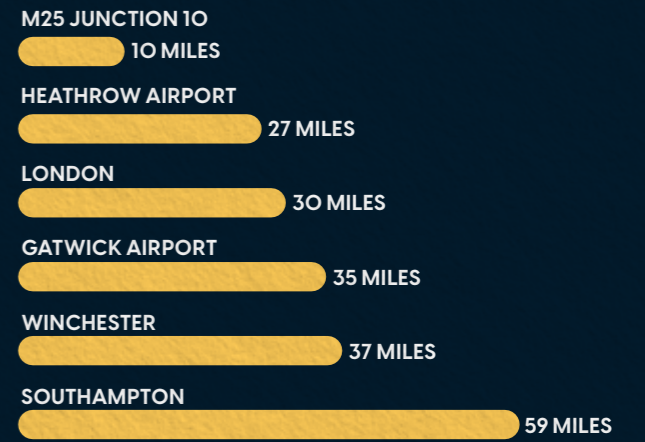 M25 JUNCTION 10
10 MILES
HEATHROW AIRPORT
27 MILES
LONDON
30 MILES
GATWICK AIRPORT
35 MILES
WINCHESTER
37 MILES
SOUTHAMPTON
59 MILES